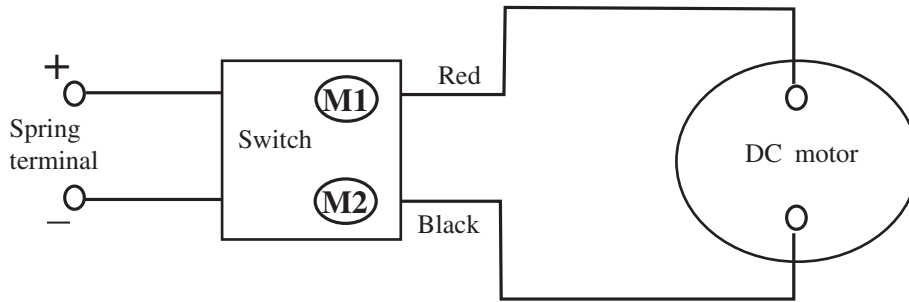 +
Spring
terminal
–
Switch
M1
M2
Red
Black
DC motor